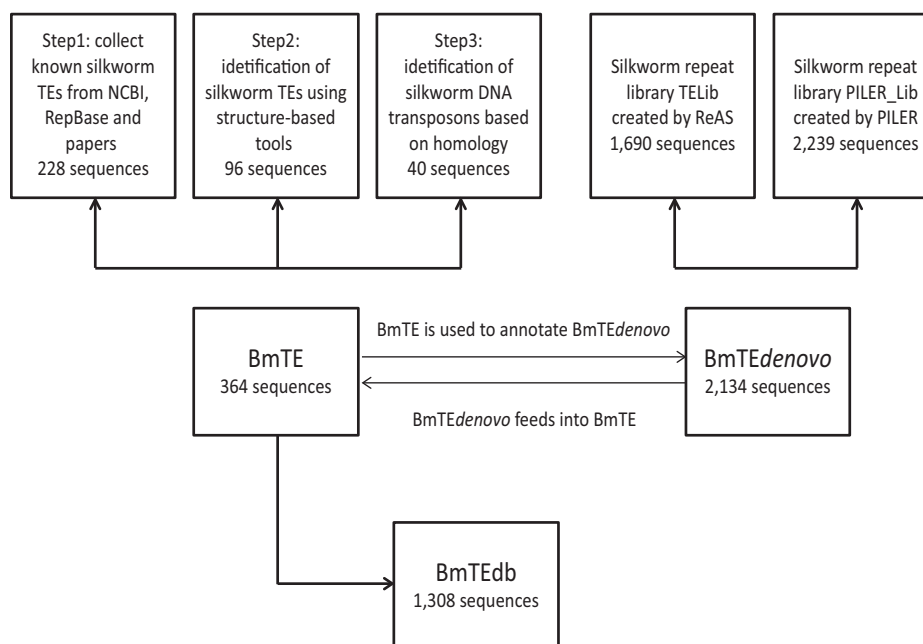 Step1: collect
known silkworm
TEs from NCBI,
RepBase and
papers
228 sequences
Step2:
idetification of
silkworm TEs using
structure-based
tools
96 sequences
Step3:
idetification of
silkworm DNA
transposons based
on homology
40 sequences
Silkworm repeat
library TELib
created by ReAS
1,690 sequences
Silkworm repeat
library PILER_Lib
created by PILER
2,239 sequences
BmTE
364 sequences
BmTE is used to annotate BmTEdenovo
BmTEdenovo feeds into BmTE
BmTEdenovo
2,134 sequences
BmTEdb
1,308 sequences